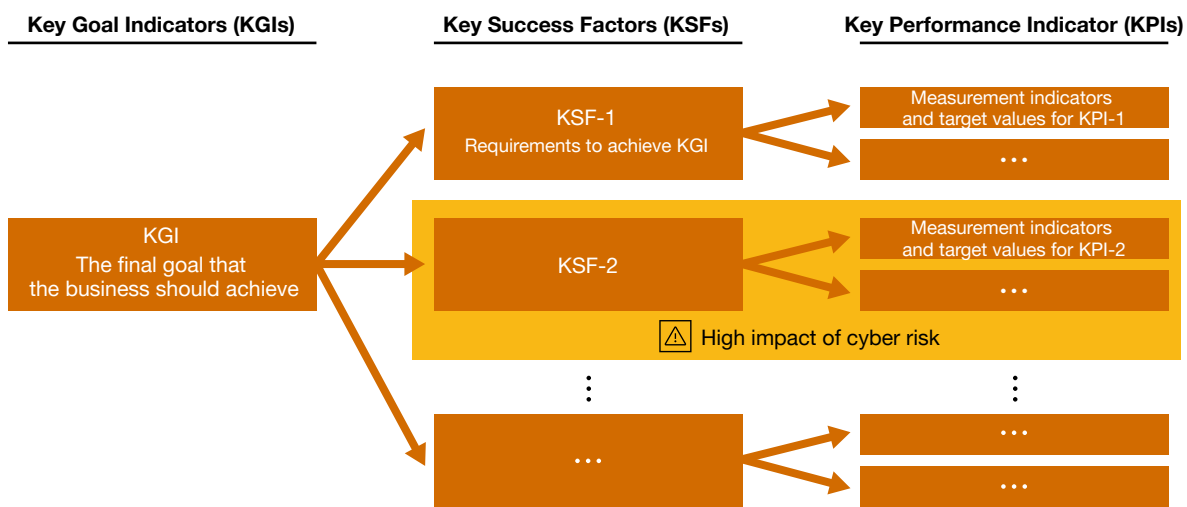 Key Goal Indicators (KGIs)
Key Success Factors (KSFs)
Key Performance Indicator (KPIs)
KGI
The final goal that
the business should achieve
KSF-1
Requirements to achieve KGI
Measurement indicators
and target values for KPI-1
...
KSF-2
Measurement indicators
and target values for KPI-2
...
High impact of cyber risk
⋮
⋮
...
...
...